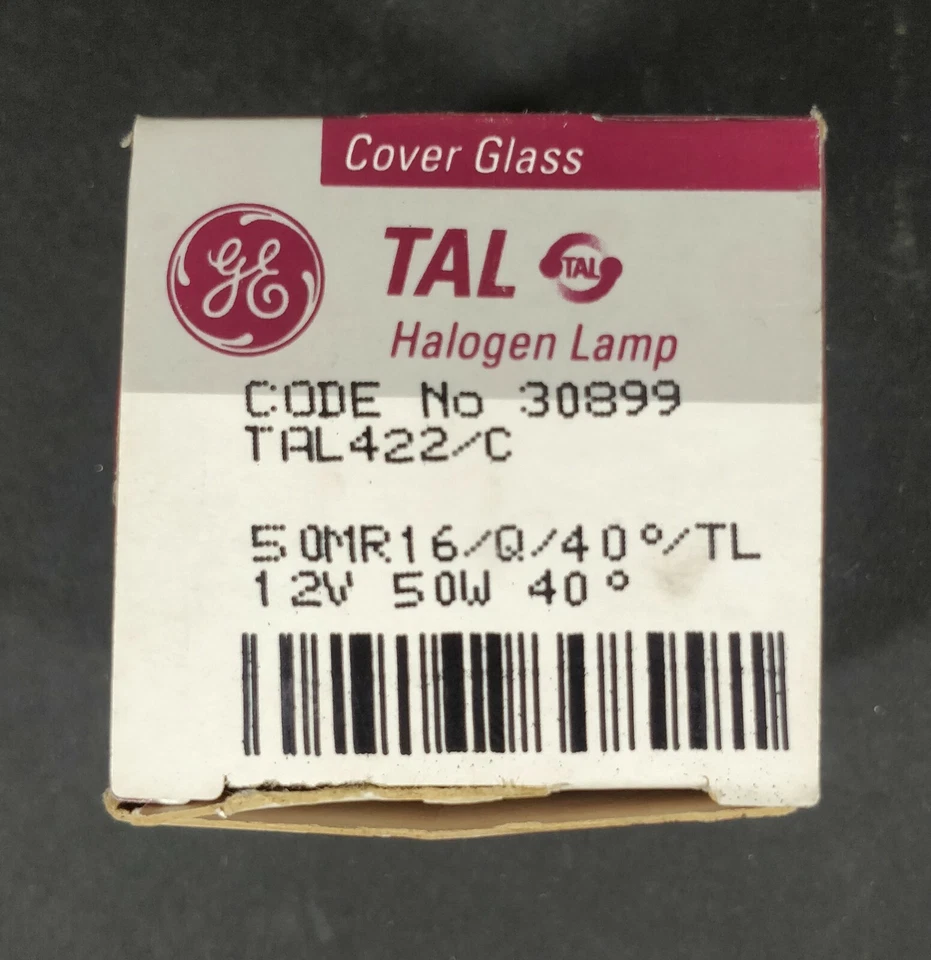 Cover Glass
GE
TAL TAL
Halogen Lamp
CODE No 30899
TAL422/C
50MR16/Q/40°/TL
12V 50W 40°